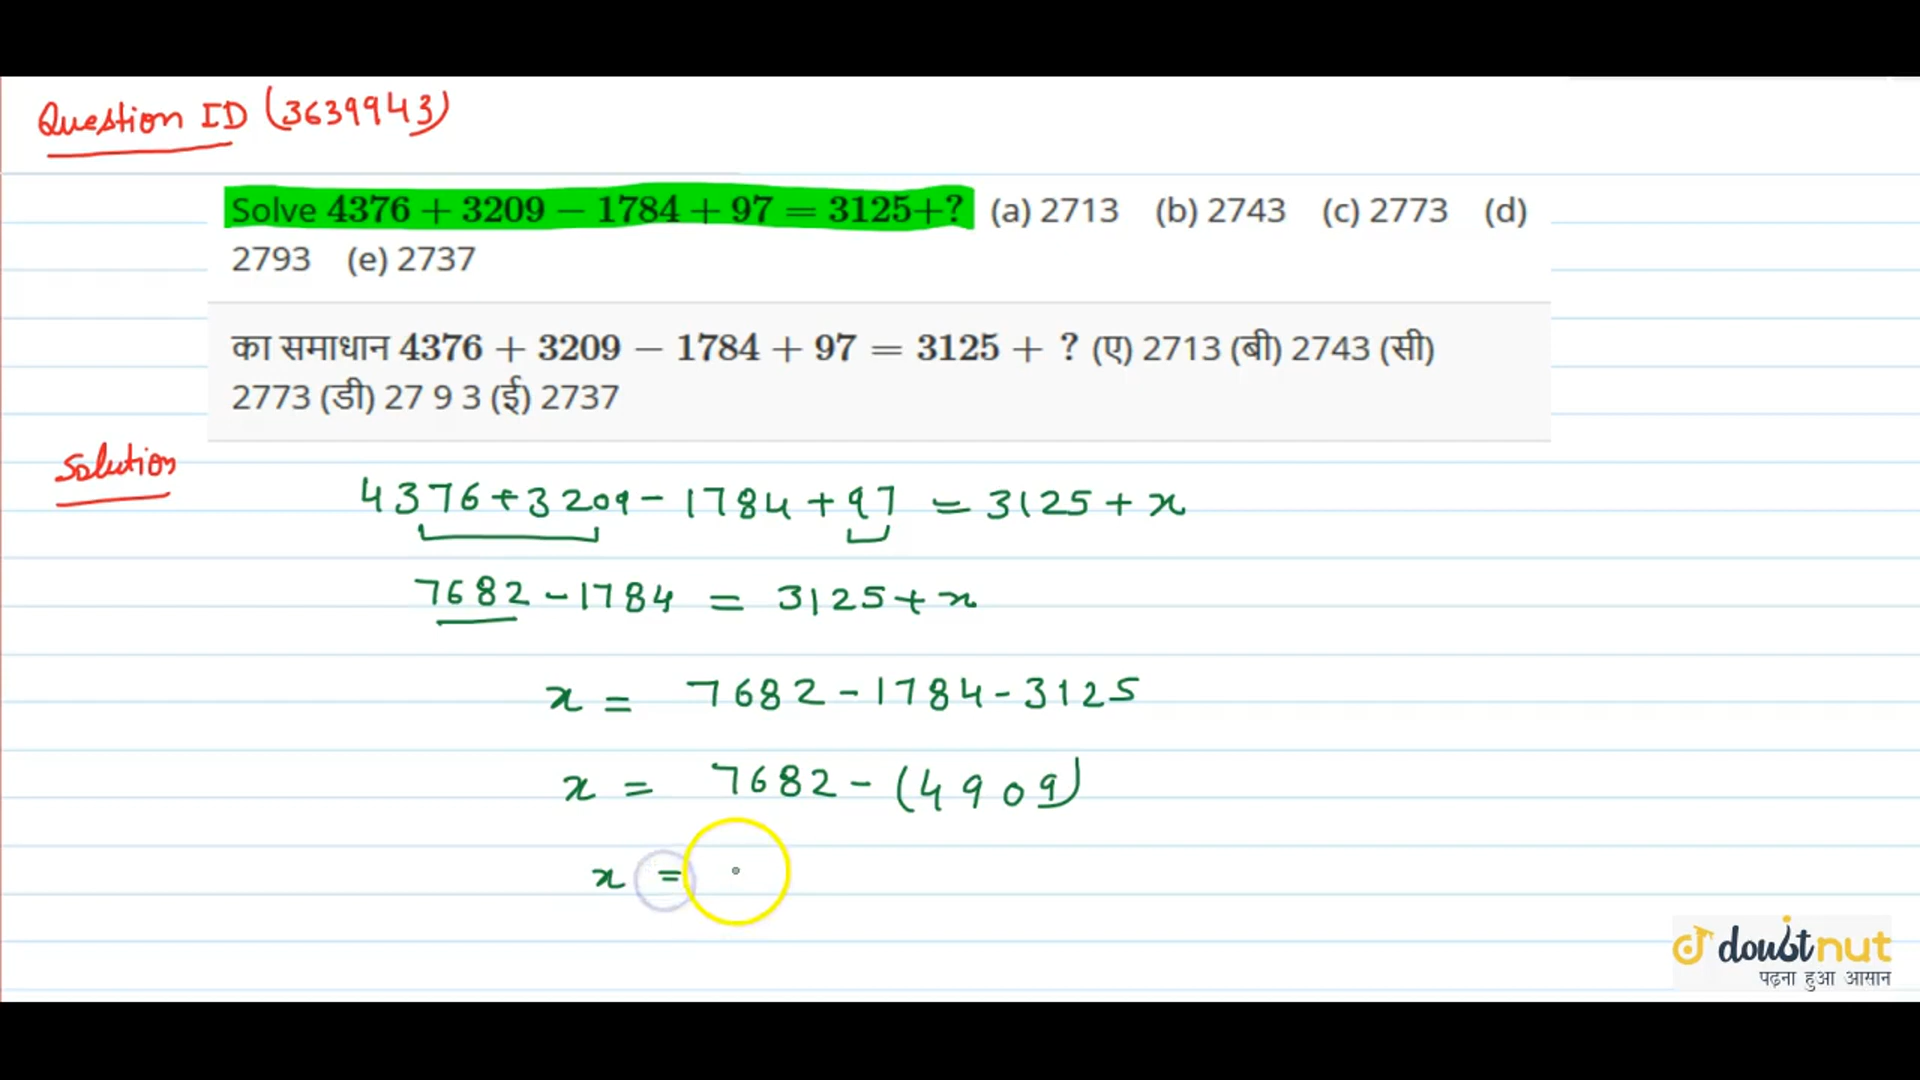 Question ID (3639943)
Solve 4376 + 3209 − 1784 + 97 = 3125+? (a) 2713 (b) 2743 (c) 2773 (d)
2793 (e) 2737
का समाधान 4376 + 3209 − 1784 + 97 = 3125 + ? (ए) 2713 (बी) 2743 (सी)
2773 (डी) 27 9 3 (ई) 2737
Solution
4376+3209−1784+97 = 3125+x
7682−1784 = 3125+x
x = 7682−1784−3125
x = 7682−(4909)
x =
doubtnut
पढ़ना हुआ आसान